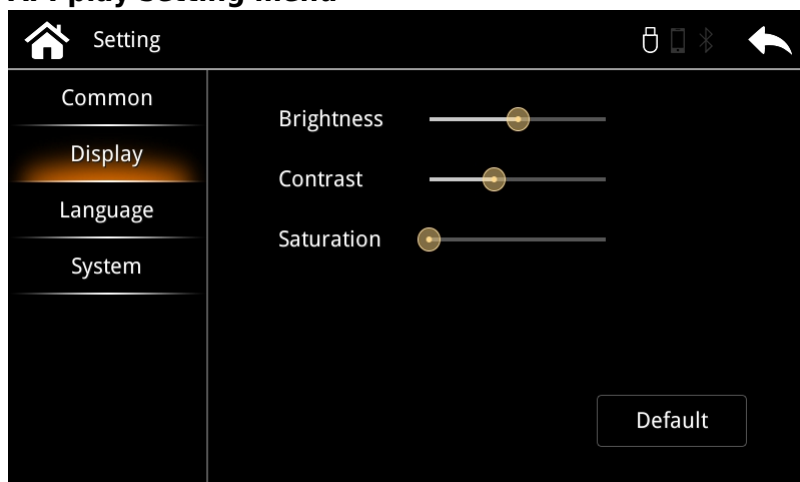 Setting
Common
Display
Language
System
Brightness
Contrast
Saturation
Default